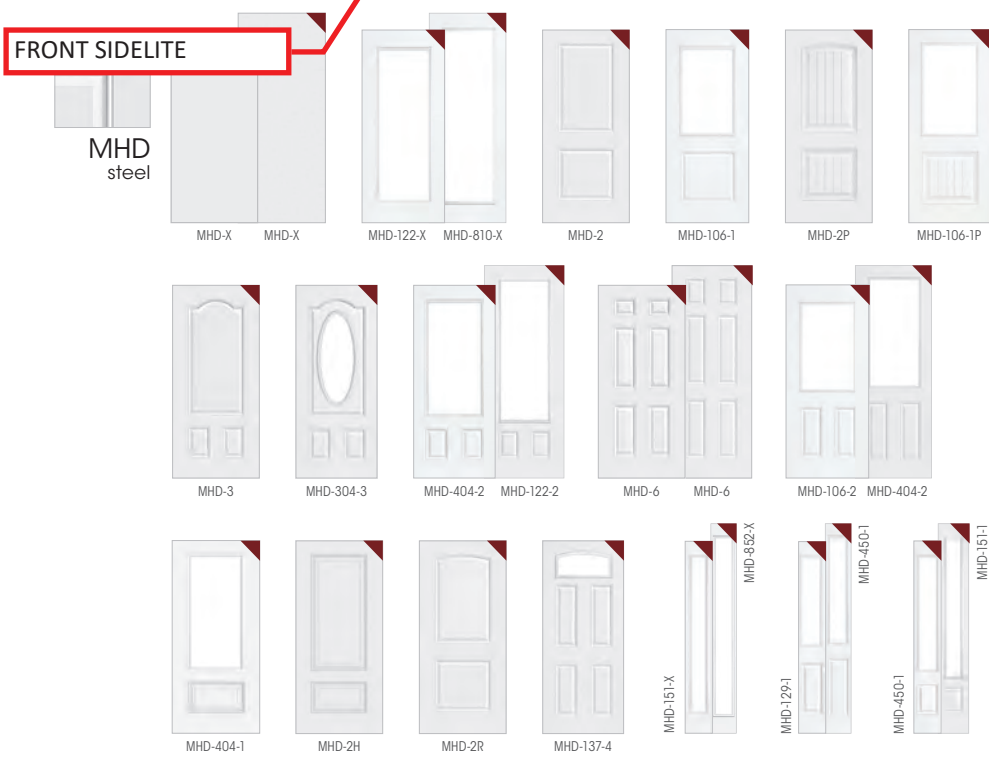 FRONT SIDELITE
MHD
steel
MHD-X MHD-X
MHD-122-X MHD-810-X
MHD-2
MHD-106-1
MHD-2P
MHD-106-1P
MHD-3
MHD-304-3
MHD-404-2 MHD-122-2
MHD-6 MHD-6
MHD-106-2 MHD-404-2
MHD-404-1
MHD-2H
MHD-2R
MHD-137-4
MHD-151-X
MHD-852-X
MHD-129-1
MHD-450-1
MHD-450-1
MHD-151-1